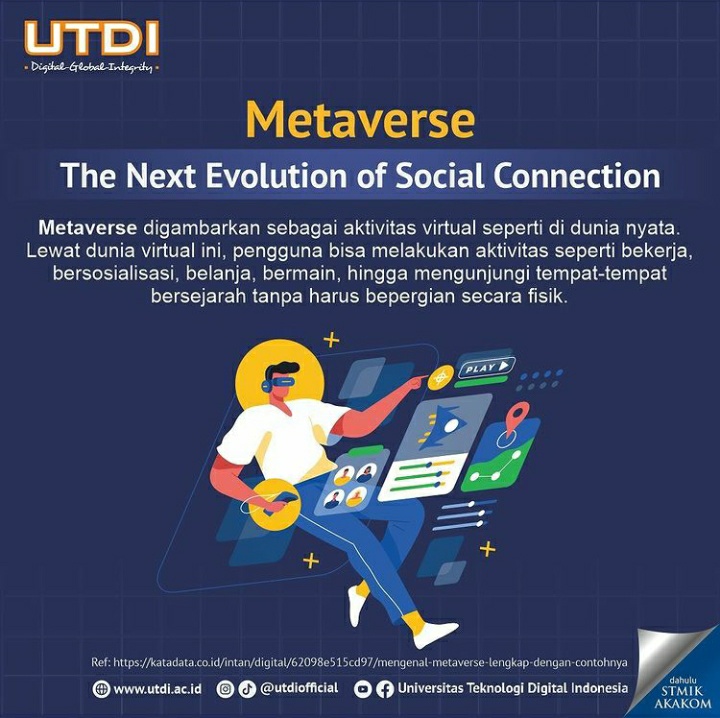 UTDI
• Digital-Global-Integrity •
Metaverse
The Next Evolution of Social Connection
Metaverse digambarkan sebagai aktivitas virtual seperti di dunia nyata.
Lewat dunia virtual ini, pengguna bisa melakukan aktivitas seperti bekerja,
bersosialisasi, belanja, bermain, hingga mengunjungi tempat-tempat
bersejarah tanpa harus bepergian secara fisik.
PLAY
Ref: https://katadata.co.id/intan/digital/62098e515cd97/mengenal-metaverse-lengkap-dengan-contohnya
www.utdi.ac.id @utdiofficial Universitas Teknologi Digital Indonesia
dahulu
STMIK
AKAKOM